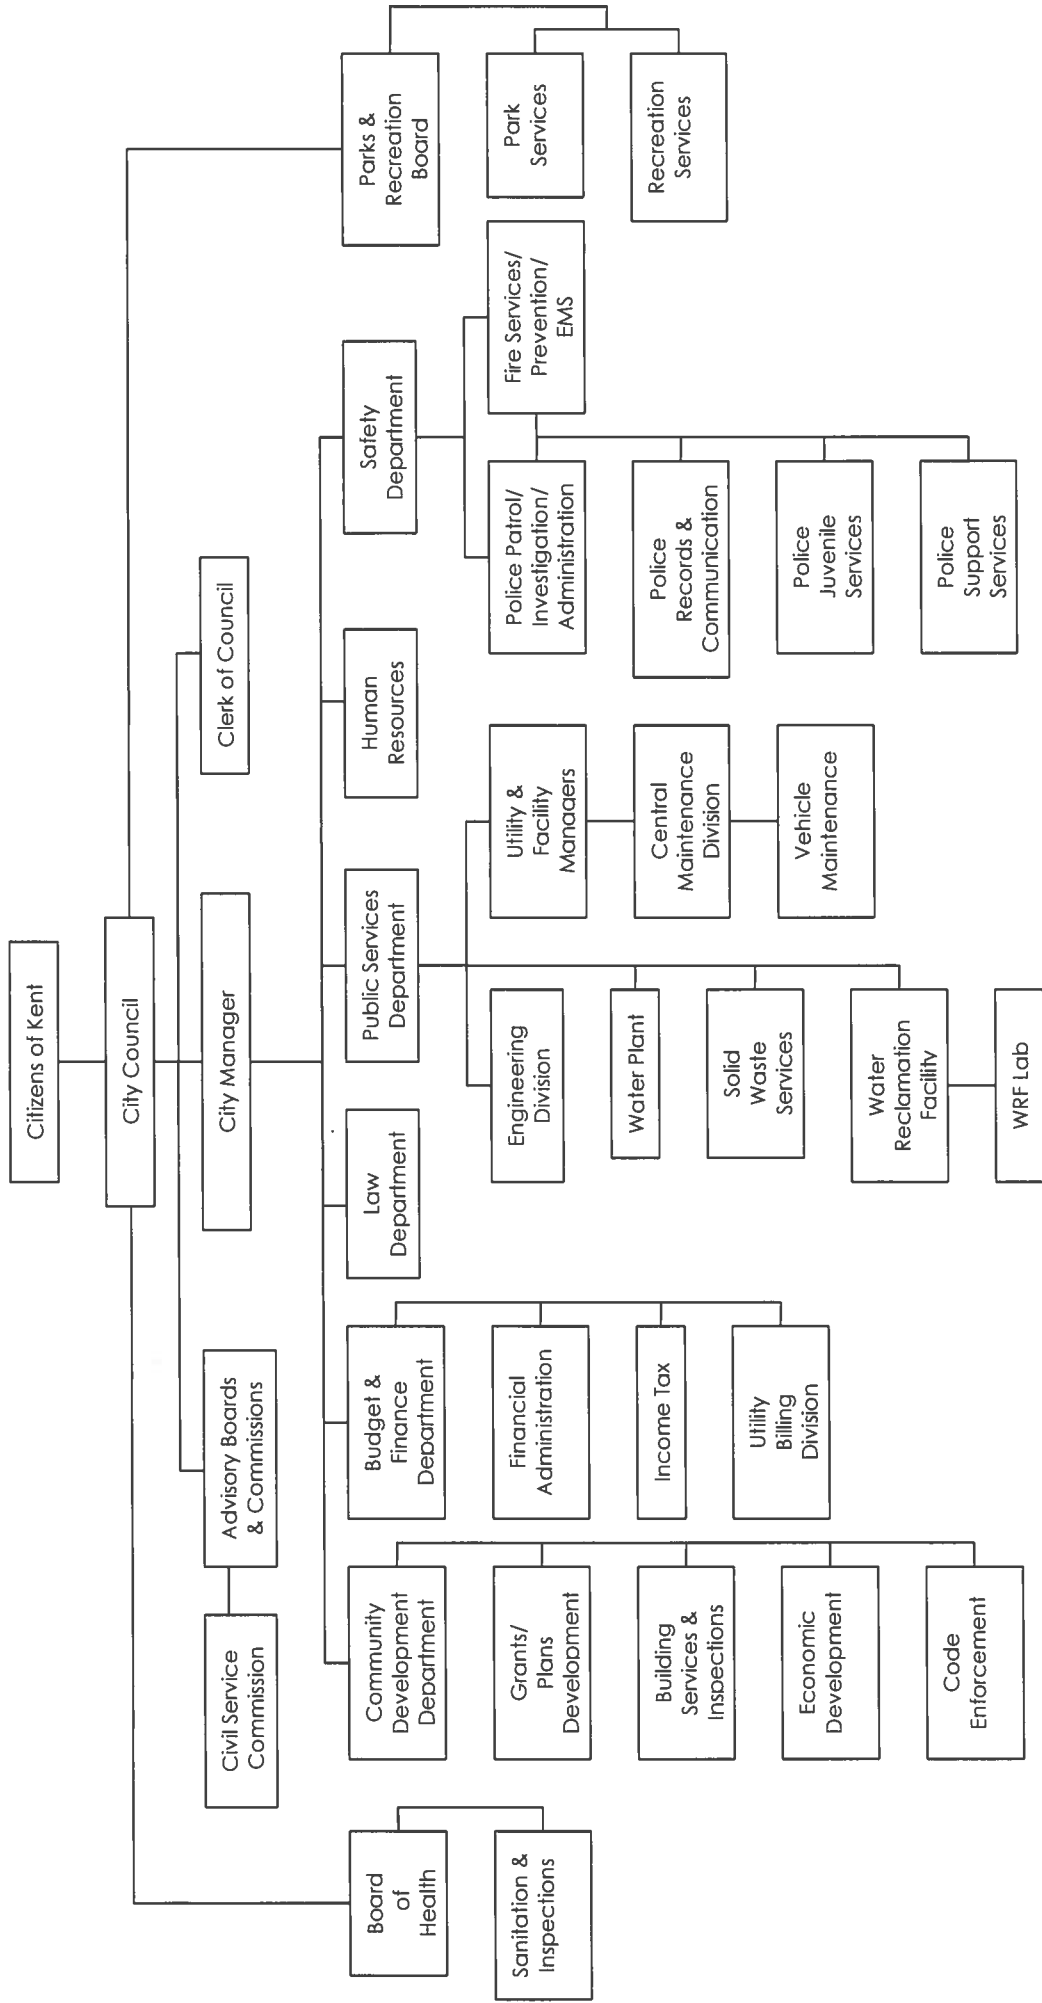 Citizens of Kent
City Council
City Manager
Clerk of Council
Advisory Boards
& Commissions
Civil Service
Commission
Board
of
Health
Sanitation &
Inspections
Community
Development
Department
Grants/
Plans
Development
Building
Services &
Inspections
Economic
Development
Code
Enforcement
Budget &
Finance
Department
Financial
Administration
Income Tax
Utility
Billing
Division
Law
Department
Public Services
Department
Engineering
Division
Water Plant
Solid
Waste
Services
Water
Reclamation
Facility
WRF Lab
Utility &
Facility
Managers
Central
Maintenance
Division
Vehicle
Maintenance
Human
Resources
Safety
Department
Police Patrol/
Investigation/
Administration
Police
Records &
Communication
Police
Juvenile
Services
Police
Support
Services
Fire Services/
Prevention/
EMS
Parks &
Recreation
Board
Park
Services
Recreation
Services